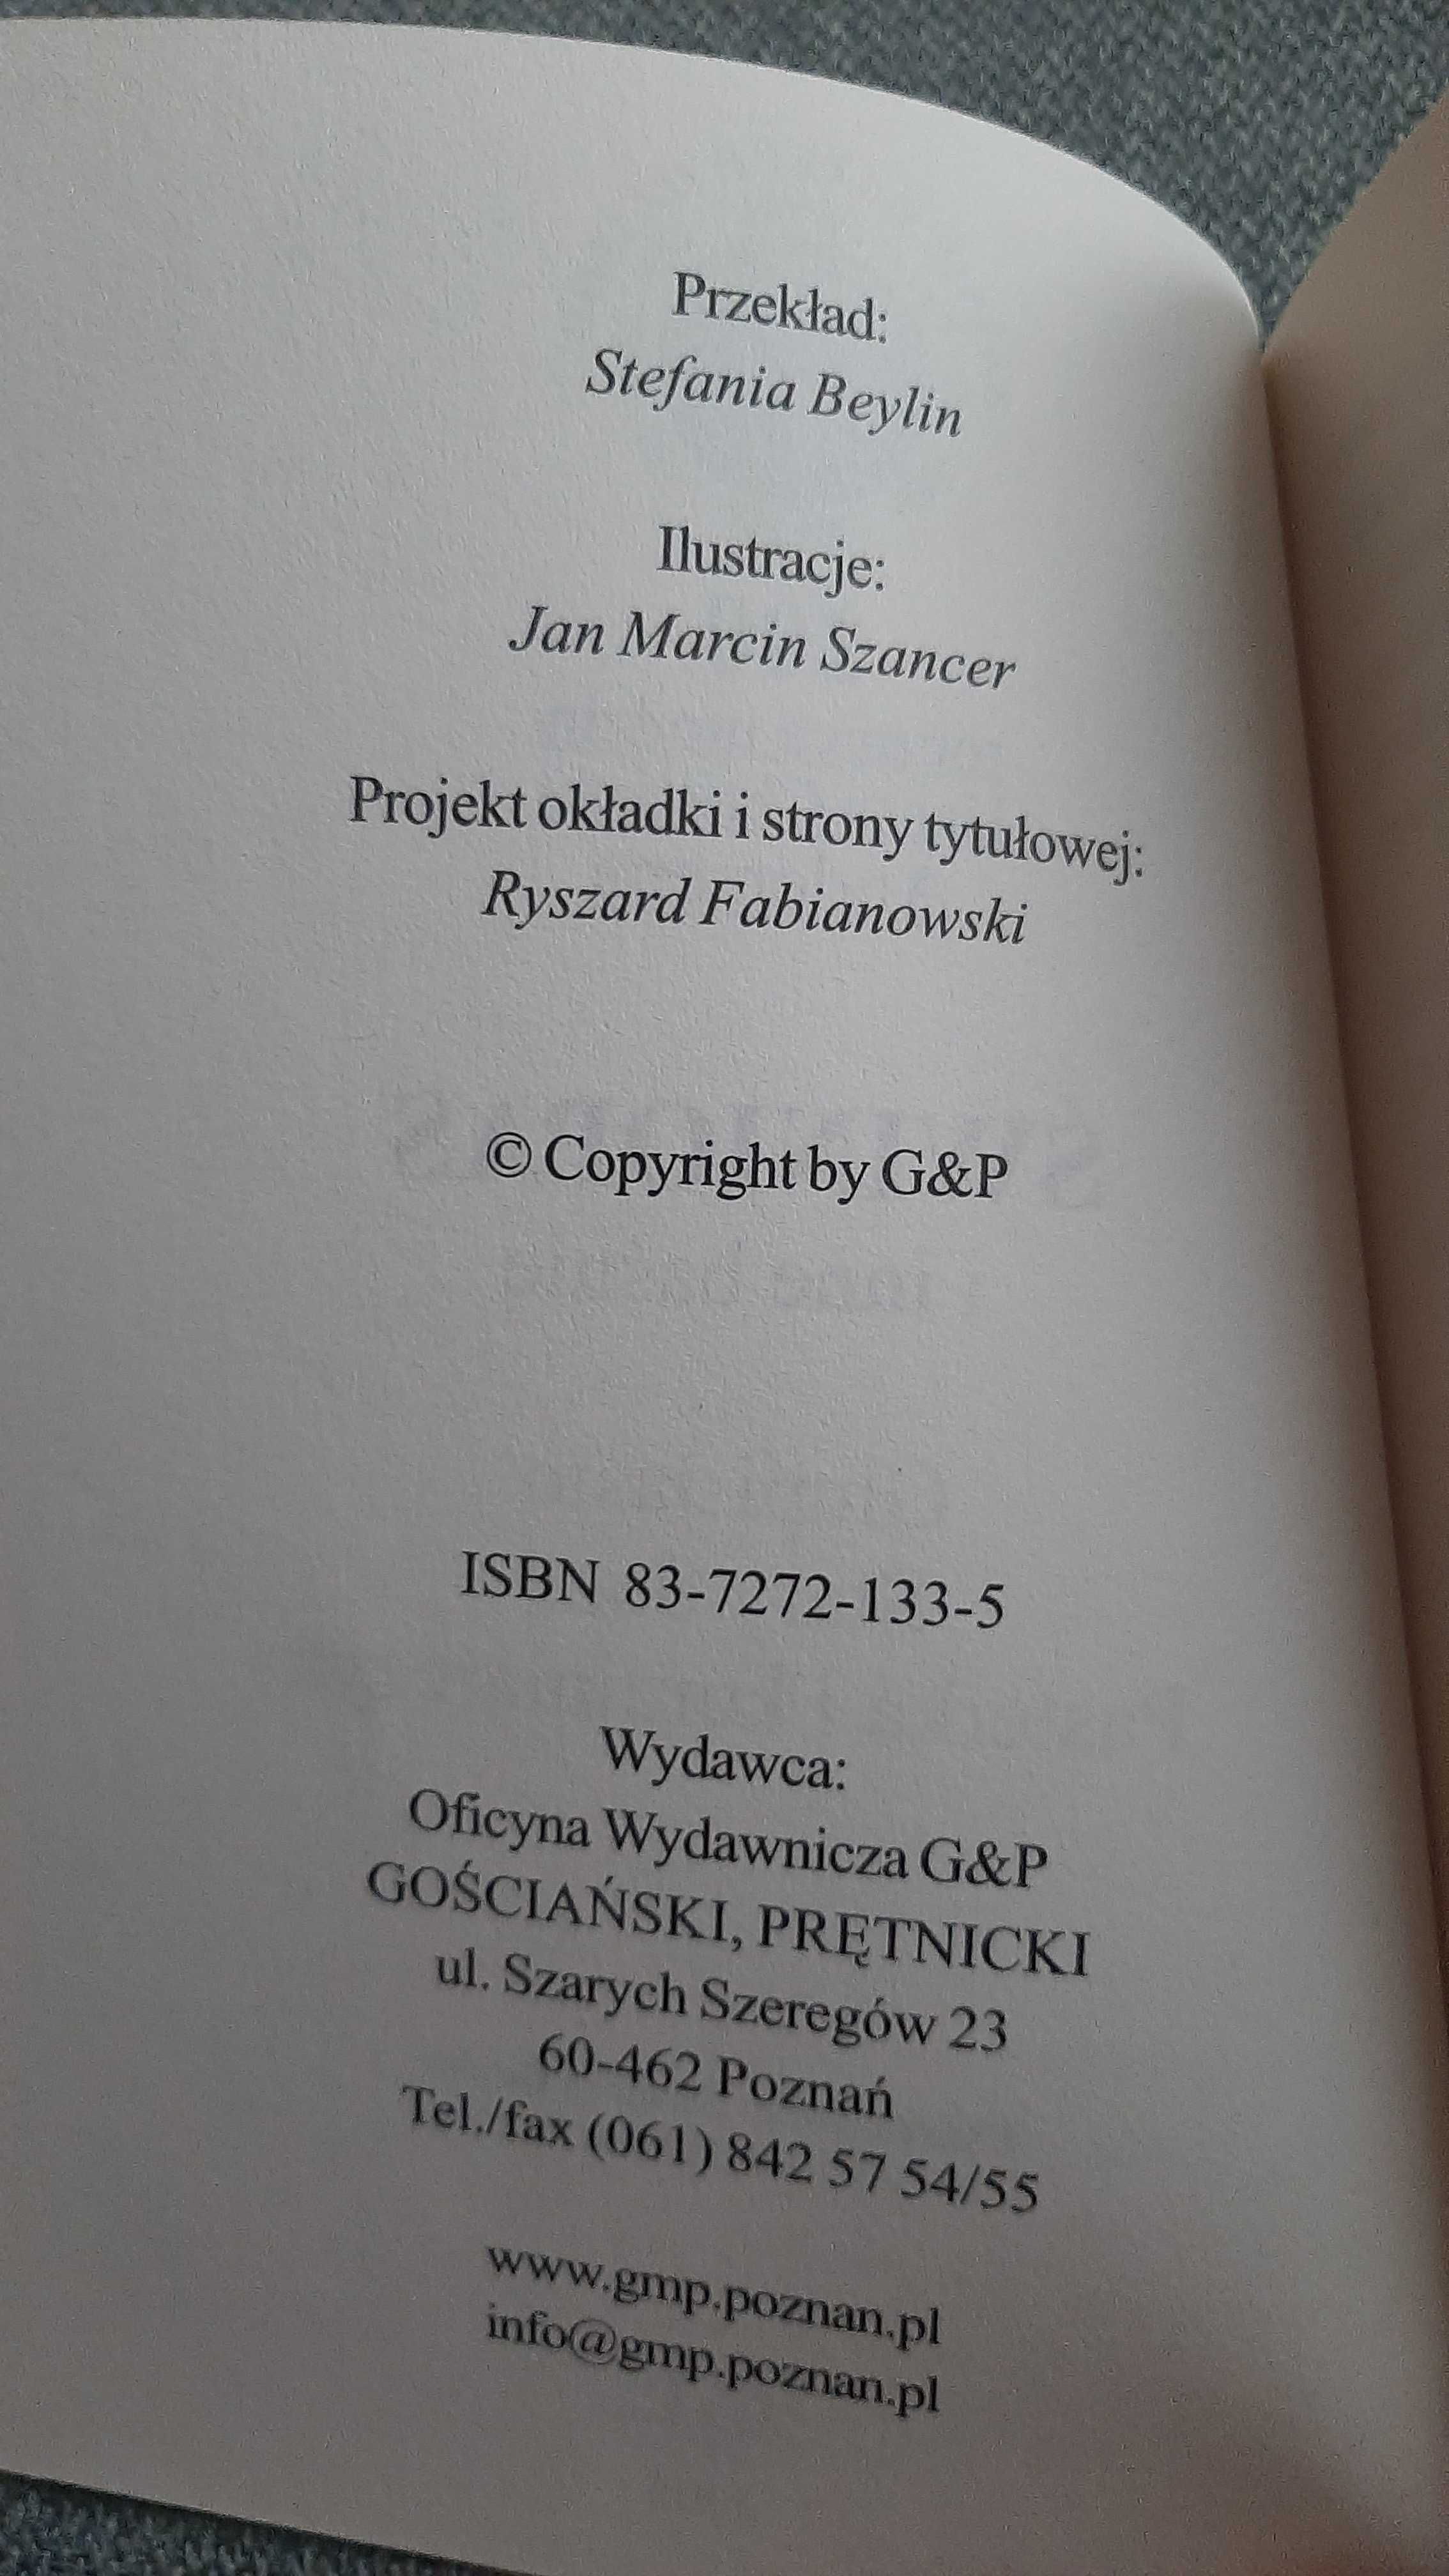 Przekład:
Stefania Beylin
Ilustracje:
Jan Marcin Szancer
Projekt okładki i strony tytułowej:
Ryszard Fabianowski
© Copyright by G&P
ISBN 83-7272-133-5
Wydawca:
Oficyna Wydawnicza G&P
GOŚCIAŃSKI, PRĘTNICKI
ul. Szarych Szeregów 23
60-462 Poznań
Tel./fax (061) 842 57 54/55
www.gmp.poznan.pl
info@gmp.poznan.pl